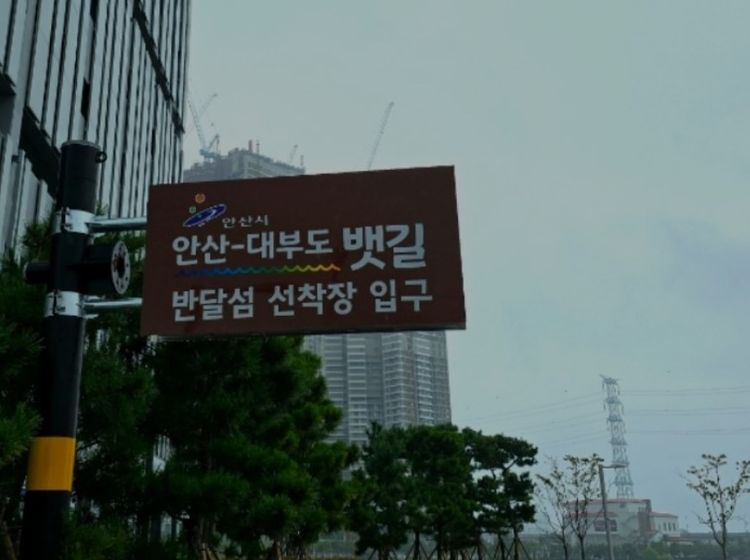 안산시
안산-대부도 뱃길
반달섬 선착장 입구